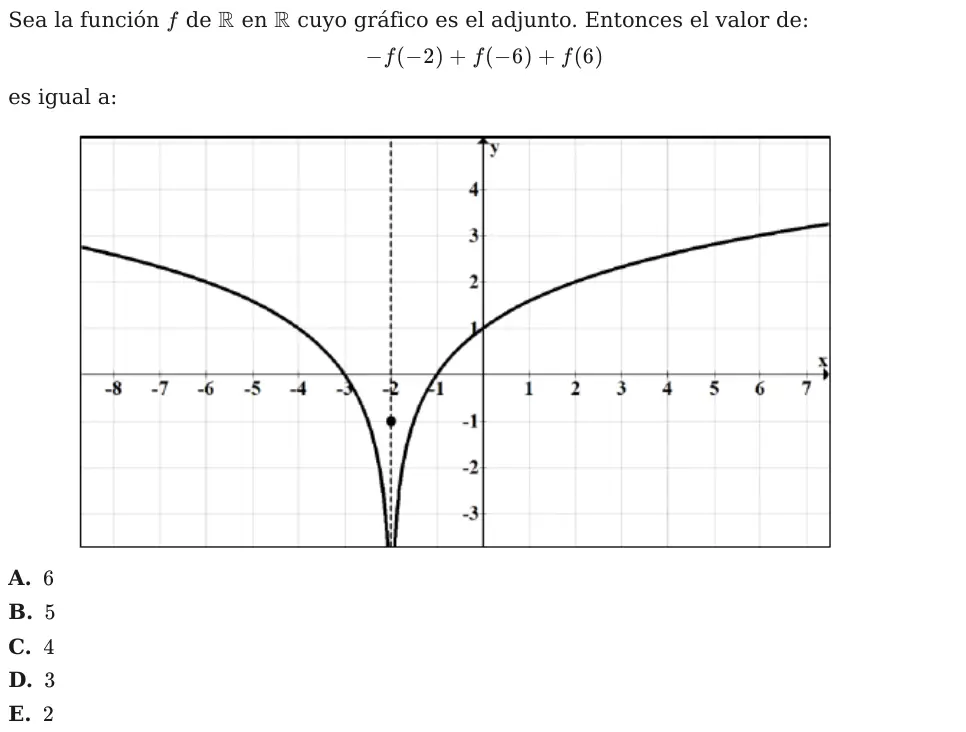 Sea la función f de ℝ en ℝ cuyo gráfico es el adjunto. Entonces el valor de:
−f(−2) + f(−6) + f(6)
es igual a:
y
4
3
2
1
x
-8 -7 -6 -5 -4 -3 -2 -1 1 2 3 4 5 6 7
-1
-2
-3
A. 6
B. 5
C. 4
D. 3
E. 2